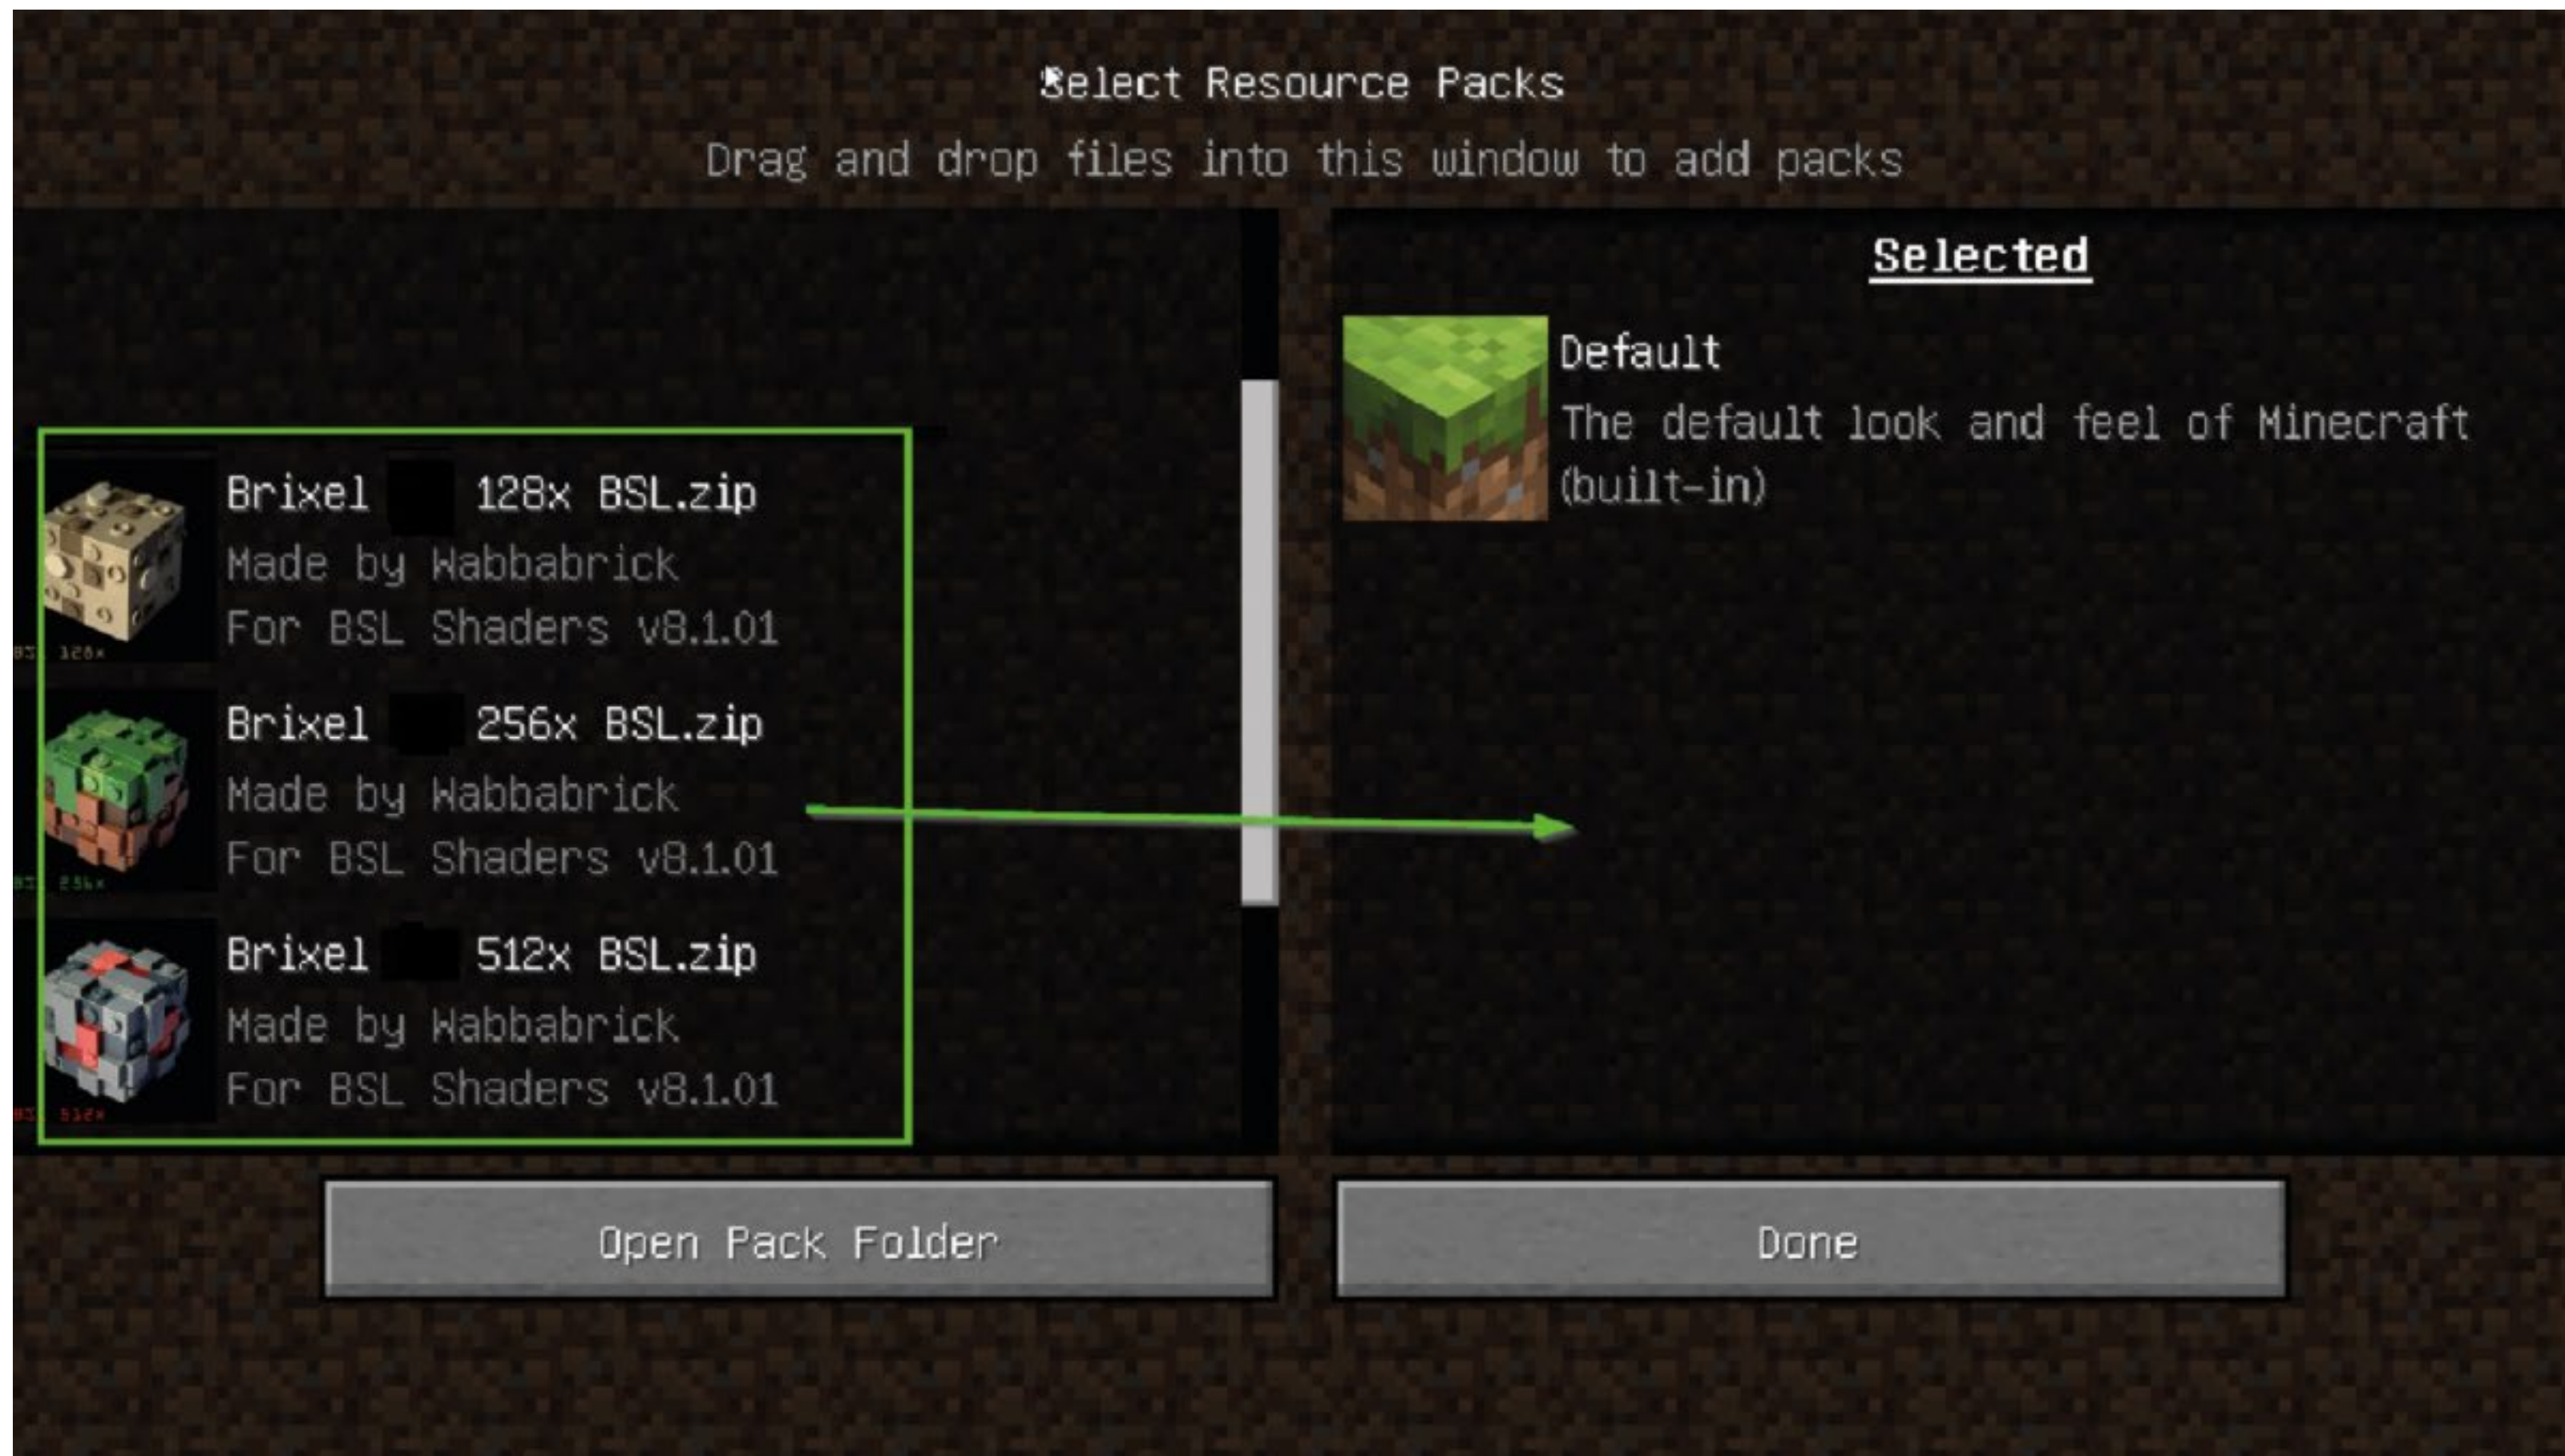 Select Resource Packs
Drag and drop files into this window to add packs
Brixel 128x BSL.zip
Made by Wabbabrick
For BSL Shaders v8.1.01
Brixel 256x BSL.zip
Made by Wabbabrick
For BSL Shaders v8.1.01
Brixel 512x BSL.zip
Made by Wabbabrick
For BSL Shaders v8.1.01
Selected
Default
The default look and feel of Minecraft
(built-in)
Open Pack Folder
Done